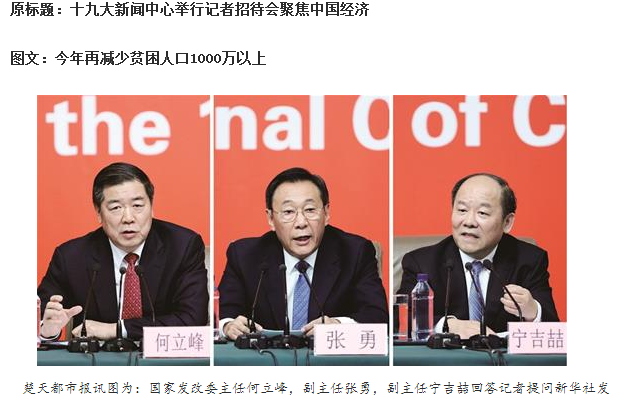 原标题：十九大新闻中心举行记者招待会聚焦中国经济
图文：今年再减少贫困人口1000万以上
the 1
nal C
C of C
何立峰
张 勇
宁吉喆
楚天都市报讯图为：国家发改委主任何立峰，副主任张勇，副主任宁吉喆回答记者提问新华社发